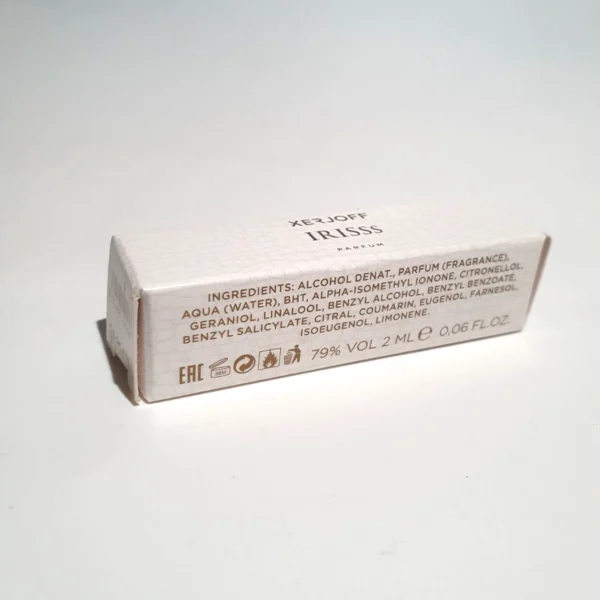 XERJOFF
IRISSS
PARFUM
INGREDIENTS: ALCOHOL DENAT., PARFUM (FRAGRANCE),
AQUA (WATER), BHT, ALPHA-ISOMETHYL IONONE, CITRONELLOL,
GERANIOL, LINALOOL, BENZYL ALCOHOL, BENZYL BENZOATE,
BENZYL SALICYLATE, CITRAL, COUMARIN, EUGENOL, FARNESOL,
ISOEUGENOL, LIMONENE.
EAC 79% VOL 2 ML ℮ 0,06 FL.OZ.